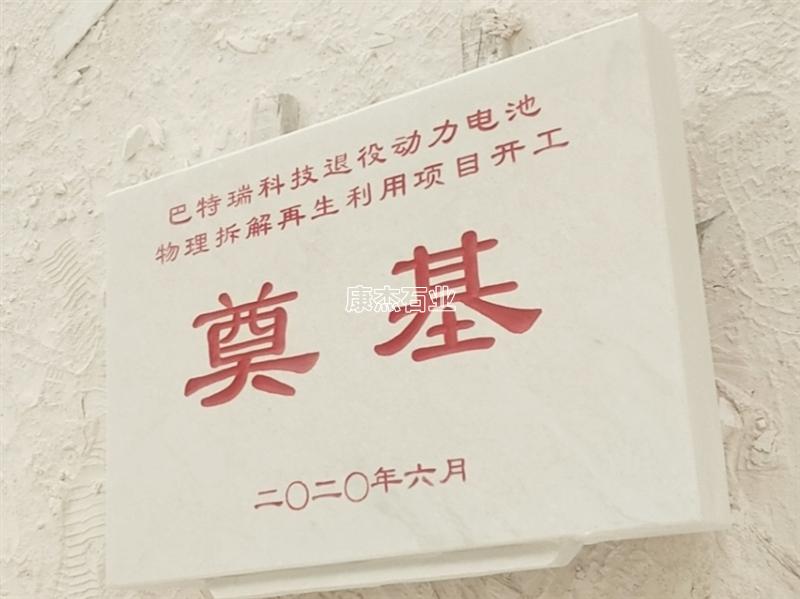 巴特瑞科技退役动力电池
物理拆解再生利用项目开工
奠基
康杰石业
二〇二〇年六月